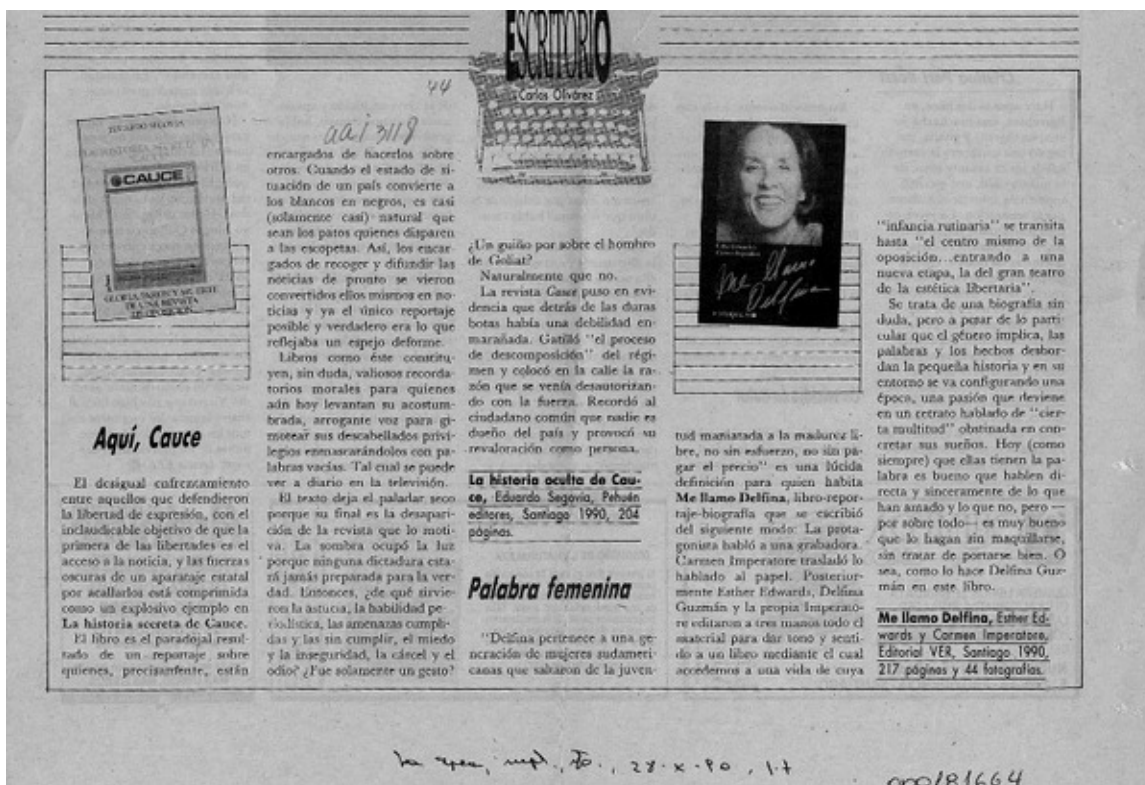 ESCRITORIO
Carlos Olivárez
44
aai 3118
EDUARDO SEGOVIA
CAUCE
GLORIA, PASION Y MUERTE
DE UNA REVISTA
DE OPOSICION
Aquí, Cauce
El desigual enfrentamiento
entre aquellos que defendieron
la libertad de expresión, con el
inclaudicable objetivo de que la
primera de las libertades es el
acceso a la noticia, y las fuerzas
oscuras de un aparataje estatal
por acallarlos está comprimida
como un explosivo ejemplo en
La historia secreta de Cauce.
El libro es el paradojal resul-
tado de un reportaje sobre
quienes, precisamente, están
encargados de hacerlos sobre
otros. Cuando el estado de si-
tuación de un país convierte a
los blancos en negros, es casi
(solamente casi) natural que
sean los patos quienes disparen
a las escopetas. Así, los encar-
gados de recoger y difundir las
noticias de pronto se vieron
convertidos ellos mismos en no-
ticias y ya el único reportaje
posible y verdadero era lo que
reflejaba un espejo deforme.
Libros como éste constitu-
yen, sin duda, valiosos recorda-
torios morales para quienes
aún hoy levantan su acostum-
brada, arrogante voz para gi-
motear sus descabellados privi-
legios enmascarándolos con pa-
labras vacías. Tal cual se puede
ver a diario en la televisión.
El texto deja el paladar seco
porque su final es la desapari-
ción de la revista que lo moti-
va. La sombra ocupó la luz
porque ninguna dictadura esta-
rá jamás preparada para la ver-
dad. Entonces, ¿de qué sirvie-
ron la astucia, la habilidad pe-
riodística, las amenazas cumpli-
das y las sin cumplir, el miedo
y la inseguridad, la cárcel y el
odio? ¿Fue solamente un gesto?
¿Un guiño por sobre el hombro
de Goliat?
Naturalmente que no.
La revista Cauce puso en evi-
dencia que detrás de las duras
botas había una debilidad en-
marañada. Gatilló "el proceso
de descomposición" del régi-
men y colocó en la calle la ra-
zón que se venía desautorizan-
do con la fuerza. Recordó al
ciudadano común que nadie es
dueño del país y provocó su
revaloración como persona.
La historia oculta de Cau-
ce, Eduardo Segovia, Pehuén
editores, Santiago 1990, 204
páginas.
Palabra femenina
"Delfina pertenece a una ge-
neración de mujeres sudameri-
canas que saltaron de la juven-
Me llamo
Delfina
tud maniatada a la madurez li-
bre, no sin esfuerzo, no sin pa-
gar el precio" es una lúcida
definición para quien habita
Me llamo Delfina, libro-repor-
taje-biografía que se escribió
del siguiente modo: La prota-
gonista habló a una grabadora.
Carmen Imperatore trasladó lo
hablado al papel. Posterior-
mente Esther Edwards, Delfina
Guzmán y la propia Imperato-
re editaron a tres manos todo el
material para dar tono y senti-
do a un libro mediante el cual
accedemos a una vida de cuya
"infancia rutinaria" se transita
hasta "el centro mismo de la
oposición...entrando a una
nueva etapa, la del gran teatro
de la estética libertaria".
Se trata de una biografía sin
duda, pero a pesar de lo parti-
cular que el género implica, las
palabras y los hechos desbor-
dan la pequeña historia y en su
entorno se va configurando una
época, una pasión que deviene
en un retrato hablado de "cier-
ta multitud" obstinada en con-
cretar sus sueños. Hoy (como
siempre) que ellas tienen la pa-
labra es bueno que hablen di-
recta y sinceramente de lo que
han amado y lo que no, pero —
por sobre todo— es muy bueno
que lo hagan sin maquillarse,
sin tratar de portarse bien. O
sea, como lo hace Delfina Guz-
mán en este libro.
Me llamo Delfina, Esther Ed-
wards y Carmen Imperatore,
Editorial VER, Santiago 1990,
217 páginas y 44 fotografías.
La Epoca, supl., Sto., 28-X-90, p.7
000181664